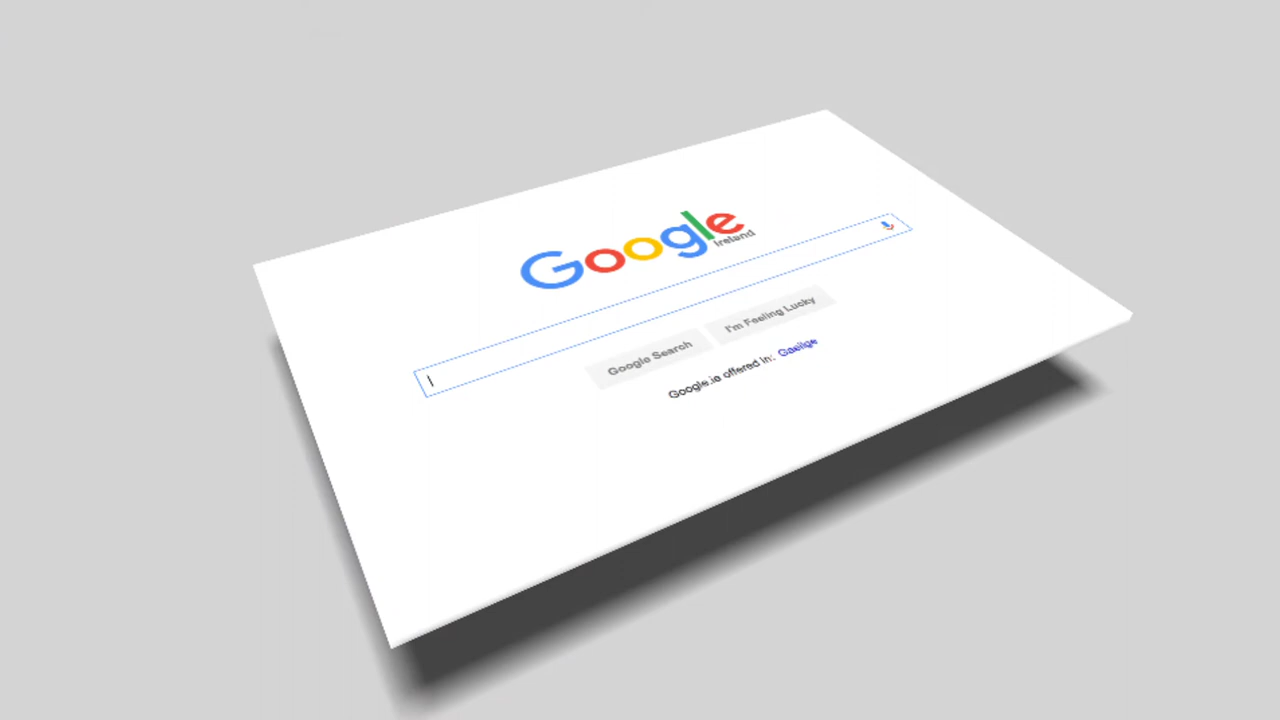 Google
Ireland
Google Search
I'm Feeling Lucky
Google.ie offered in: Gaeilge